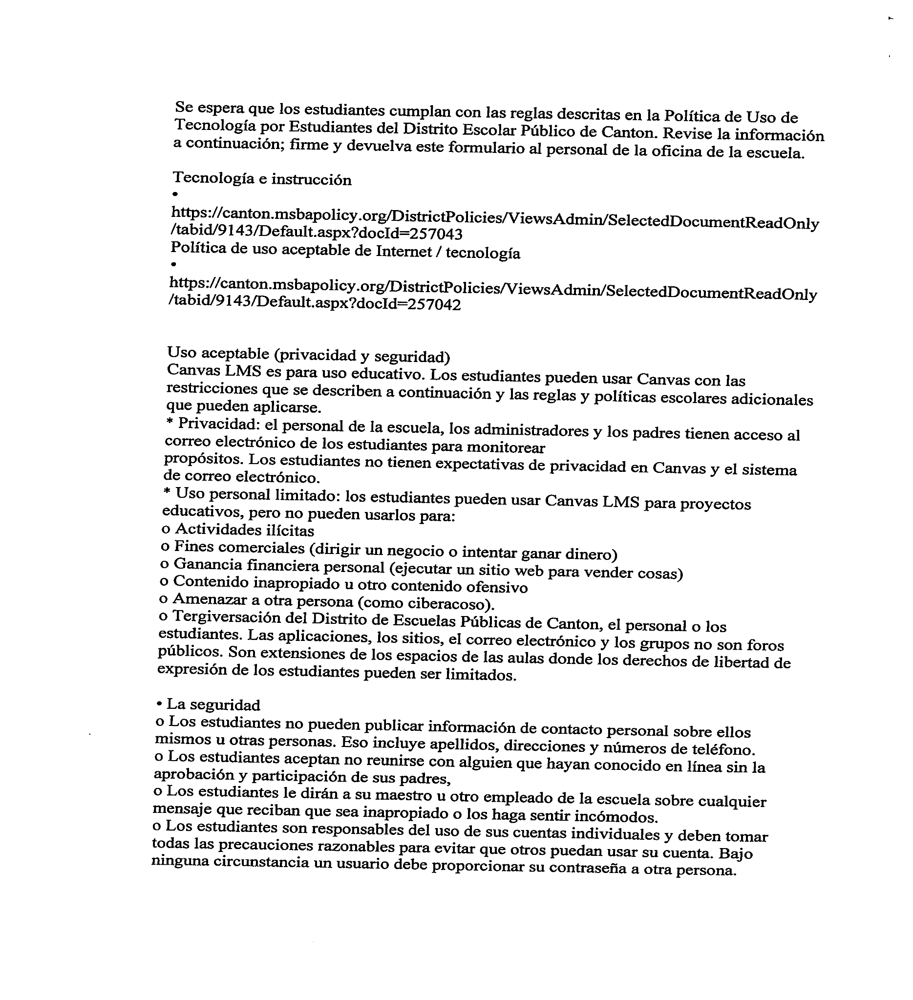 Se espera que los estudiantes cumplan con las reglas descritas en la Política de Uso de
Tecnología por Estudiantes del Distrito Escolar Público de Canton. Revise la información
a continuación; firme y devuelva este formulario al personal de la oficina de la escuela.
Tecnología e instrucción
•
https://canton.msbapolicy.org/DistrictPolicies/ViewsAdmin/SelectedDocumentReadOnly
/tabid/9143/Default.aspx?docId=257043
Política de uso aceptable de Internet / tecnología
•
https://canton.msbapolicy.org/DistrictPolicies/ViewsAdmin/SelectedDocumentReadOnly
/tabid/9143/Default.aspx?docId=257042
Uso aceptable (privacidad y seguridad)
Canvas LMS es para uso educativo. Los estudiantes pueden usar Canvas con las
restricciones que se describen a continuación y las reglas y políticas escolares adicionales
que pueden aplicarse.
* Privacidad: el personal de la escuela, los administradores y los padres tienen acceso al
correo electrónico de los estudiantes para monitorear
propósitos. Los estudiantes no tienen expectativas de privacidad en Canvas y el sistema
de correo electrónico.
* Uso personal limitado: los estudiantes pueden usar Canvas LMS para proyectos
educativos, pero no pueden usarlos para:
o Actividades ilícitas
o Fines comerciales (dirigir un negocio o intentar ganar dinero)
o Ganancia financiera personal (ejecutar un sitio web para vender cosas)
o Contenido inapropiado u otro contenido ofensivo
o Amenazar a otra persona (como ciberacoso).
o Tergiversación del Distrito de Escuelas Públicas de Canton, el personal o los
estudiantes. Las aplicaciones, los sitios, el correo electrónico y los grupos no son foros
públicos. Son extensiones de los espacios de las aulas donde los derechos de libertad de
expresión de los estudiantes pueden ser limitados.
• La seguridad
o Los estudiantes no pueden publicar información de contacto personal sobre ellos
mismos u otras personas. Eso incluye apellidos, direcciones y números de teléfono.
o Los estudiantes aceptan no reunirse con alguien que hayan conocido en línea sin la
aprobación y participación de sus padres,
o Los estudiantes le dirán a su maestro u otro empleado de la escuela sobre cualquier
mensaje que reciban que sea inapropiado o los haga sentir incómodos.
o Los estudiantes son responsables del uso de sus cuentas individuales y deben tomar
todas las precauciones razonables para evitar que otros puedan usar su cuenta. Bajo
ninguna circunstancia un usuario debe proporcionar su contraseña a otra persona.